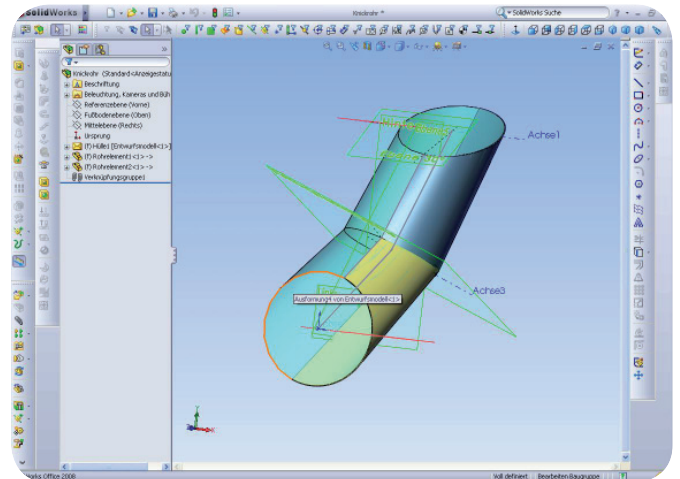 SolidWorks
Knickrohr *
SolidWorks Suche
Knickrohr (Standard<Anzeigestatu
Beschriftung
Beleuchtung, Kameras und Büh
Referenzebene (Vorne)
Fußbodenebene (Oben)
Mittelebene (Rechts)
Ursprung
(f) Hülle1 [Entwurfsmodell<1>]
(f) Rohrelement1<1> ->
(f) Rohrelement2<1> ->
Verknüpfungsgruppe1
Achse1
Achse3
Ausformung4 von Entwurfsmodell<1>
Works Office 2008
Voll definiert
Bearbeiten Baugruppe